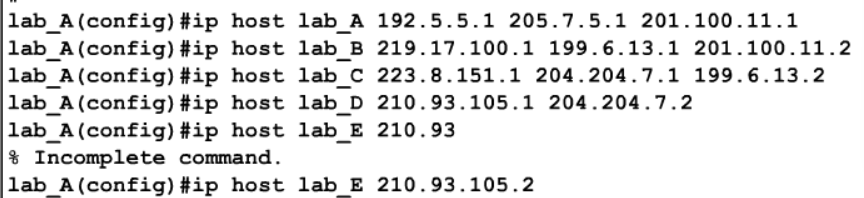 lab_A(config)#ip host lab_A 192.5.5.1 205.7.5.1 201.100.11.1
lab_A(config)#ip host lab_B 219.17.100.1 199.6.13.1 201.100.11.2
lab_A(config)#ip host lab_C 223.8.151.1 204.204.7.1 199.6.13.2
lab_A(config)#ip host lab_D 210.93.105.1 204.204.7.2
lab_A(config)#ip host lab_E 210.93
% Incomplete command.
lab_A(config)#ip host lab_E 210.93.105.2